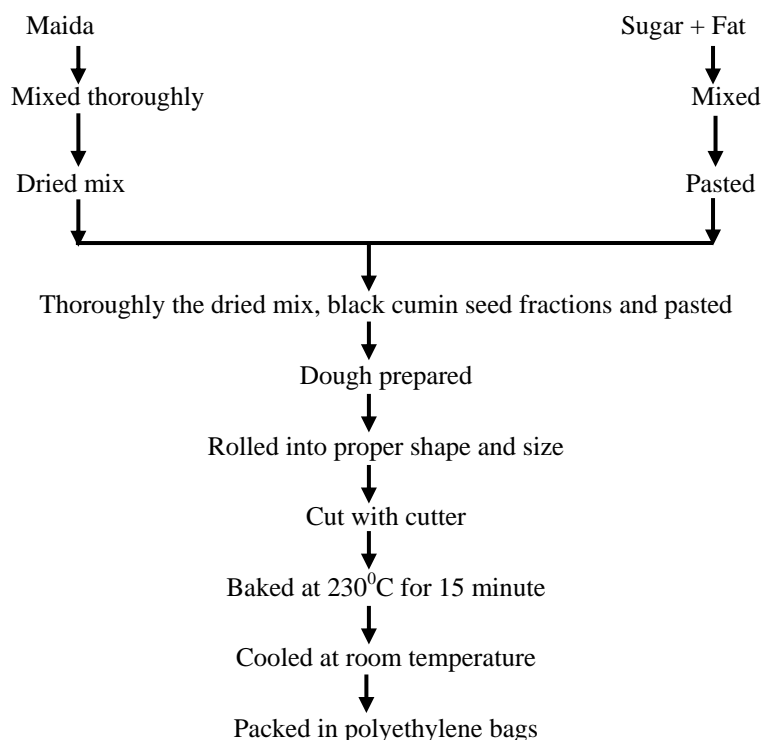 Maida
Sugar + Fat
Mixed thoroughly
Mixed
Dried mix
Pasted
Thoroughly the dried mix, black cumin seed fractions and pasted
Dough prepared
Rolled into proper shape and size
Cut with cutter
Baked at 230⁰C for 15 minute
Cooled at room temperature
Packed in polyethylene bags